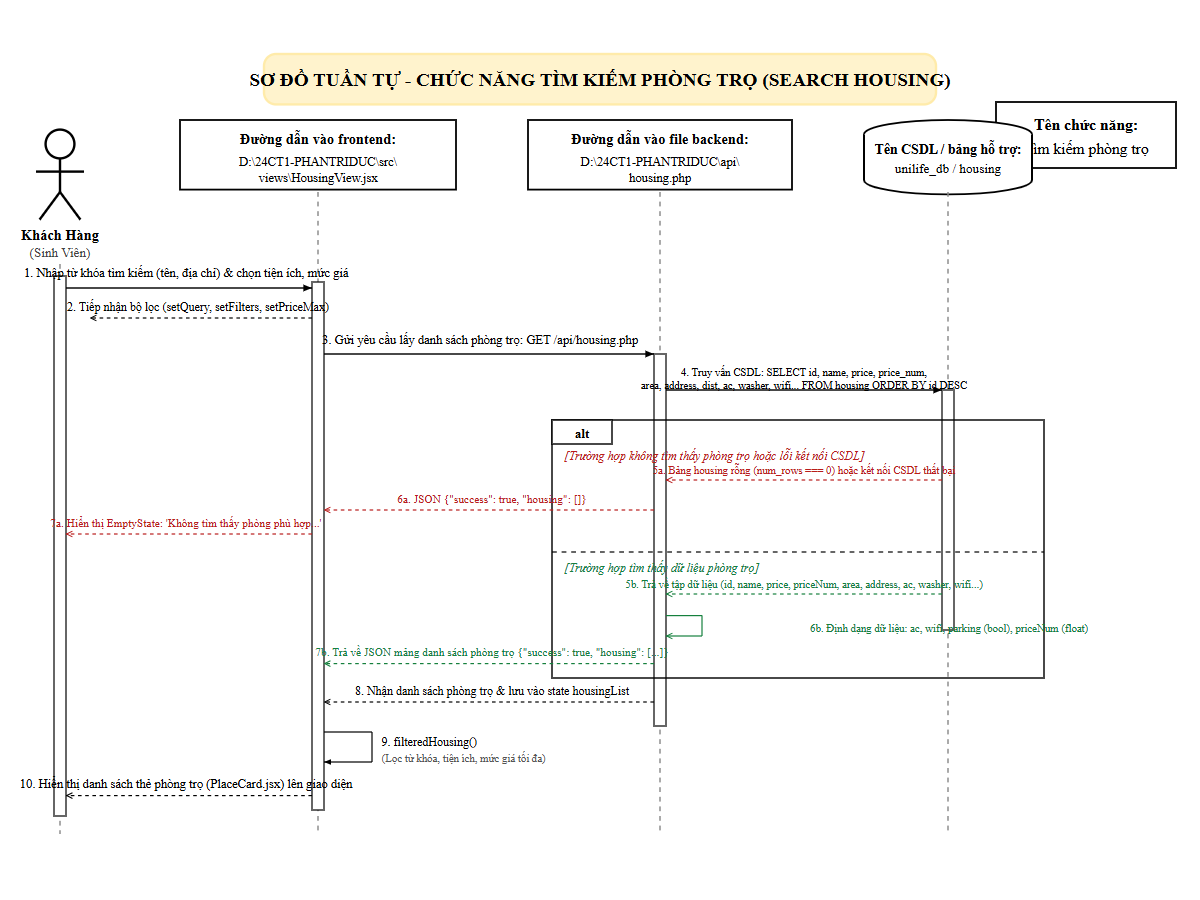 SƠ ĐỒ TUẦN TỰ - CHỨC NĂNG TÌM KIẾM PHÒNG TRỌ (SEARCH HOUSING)
Đường dẫn vào frontend:
D:\24CT1-PHANTRIDUC\src\
views\HousingView.jsx
Đường dẫn vào file backend:
D:\24CT1-PHANTRIDUC\api\
housing.php
Tên CSDL / bảng hỗ trợ:
unilife_db / housing
Tên chức năng:
ìm kiếm phòng trọ
Khách Hàng
(Sinh Viên)
1. Nhập từ khóa tìm kiếm (tên, địa chỉ) & chọn tiện ích, mức giá
2. Tiếp nhận bộ lọc (setQuery, setFilters, setPriceMax)
3. Gửi yêu cầu lấy danh sách phòng trọ: GET /api/housing.php
4. Truy vấn CSDL: SELECT id, name, price, price_num,
area, address, dist, ac, washer, wifi... FROM housing ORDER BY id DESC
alt
[Trường hợp không tìm thấy phòng trọ hoặc lỗi kết nối CSDL]
5a. Bảng housing rỗng (num_rows === 0) hoặc kết nối CSDL thất bại
6a. JSON {"success": true, "housing": []}
7a. Hiển thị EmptyState: 'Không tìm thấy phòng phù hợp...'
[Trường hợp tìm thấy dữ liệu phòng trọ]
5b. Trả về tập dữ liệu (id, name, price, priceNum, area, address, ac, washer, wifi...)
6b. Định dạng dữ liệu: ac, wifi, parking (bool), priceNum (float)
7b. Trả về JSON mảng danh sách phòng trọ {"success": true, "housing": [...]}
8. Nhận danh sách phòng trọ & lưu vào state housingList
9. filteredHousing()
(Lọc từ khóa, tiện ích, mức giá tối đa)
10. Hiển thị danh sách thẻ phòng trọ (PlaceCard.jsx) lên giao diện